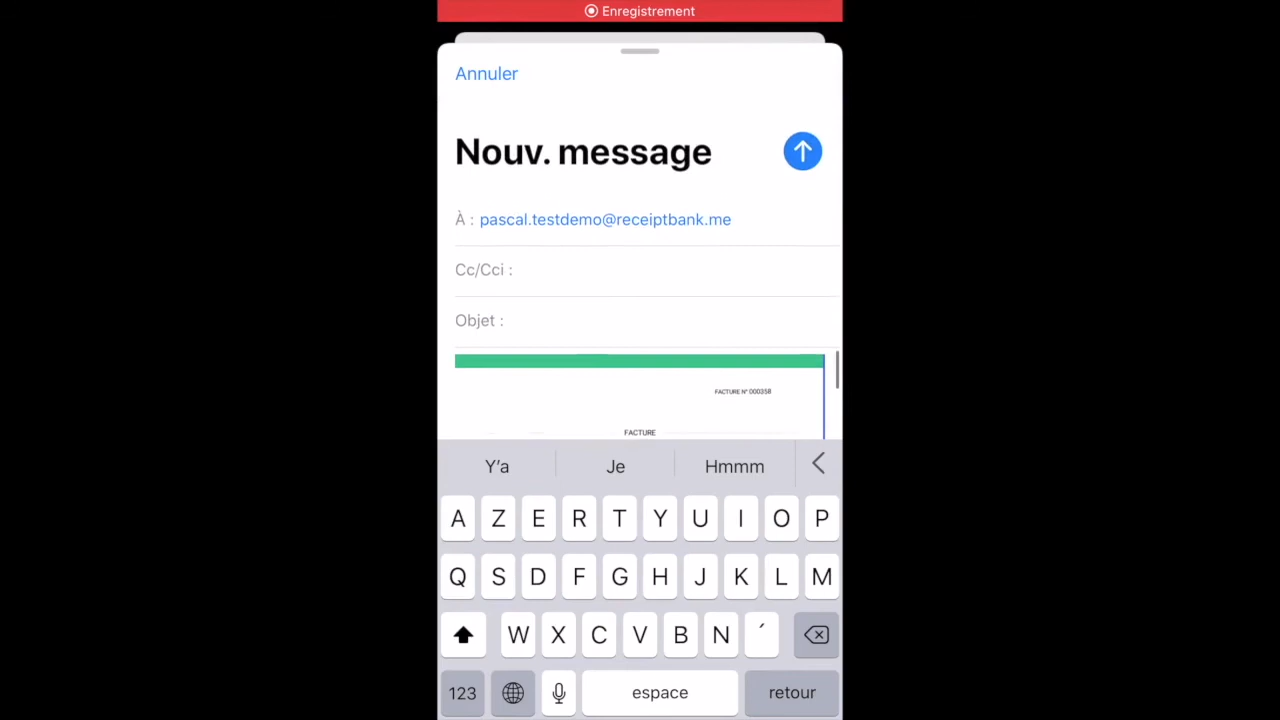 Enregistrement
Annuler
Nouv. message
À : pascal.testdemo@receiptbank.me
Cc/Cci :
Objet :
FACTURE N° 000358
FACTURE
Y'a Je Hmmm
A Z E R T Y U I O P
Q S D F G H J K L M
W X C V B N ´
123 espace retour